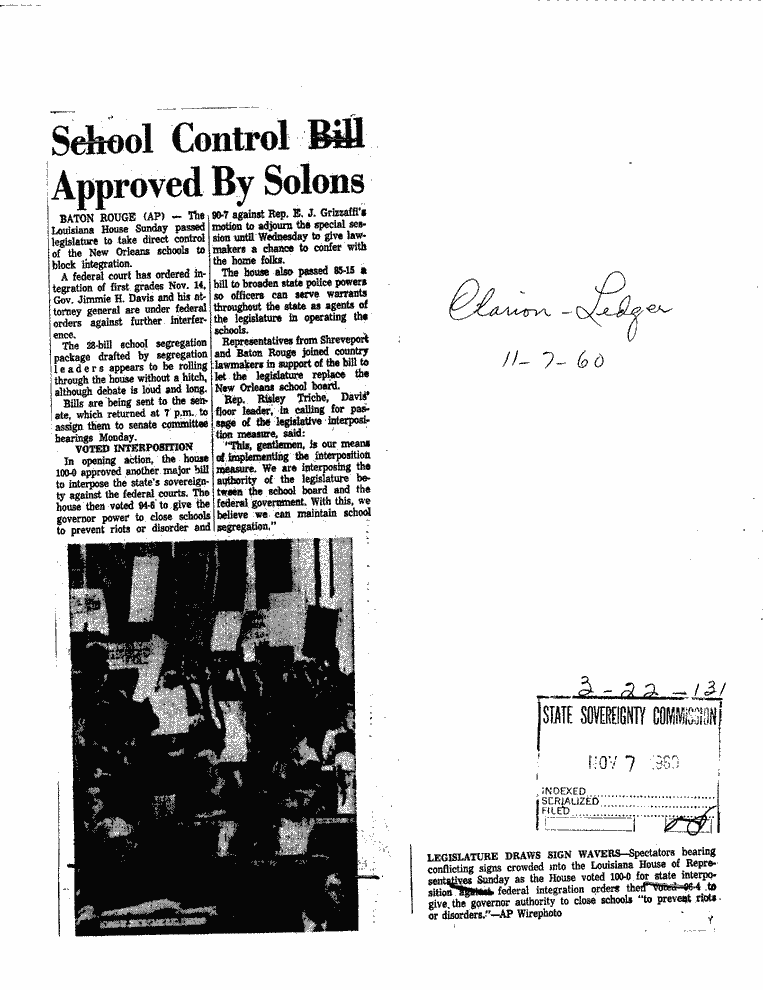 School Control Bill
Approved By Solons
BATON ROUGE (AP) — The
Louisiana House Sunday passed
legislature to take direct control
of the New Orleans schools to
block integration.
A federal court has ordered in-
tegration of first grades Nov. 14,
Gov. Jimmie H. Davis and his at-
torney general are under federal
orders against further interfer-
ence.
The 28-bill school segregation
package drafted by segregation
leaders appears to be rolling
through the house without a hitch,
although debate is loud and long.
Bills are being sent to the sen-
ate, which returned at 7 p.m. to
assign them to senate committee
hearings Monday.
VOTED INTERPOSITION
In opening action, the house
100-0 approved another major bill
to interpose the state's sovereign-
ty against the federal courts. The
house then voted 94-6 to give the
governor power to close schools
to prevent riots or disorder and
90-7 against Rep. E. J. Grizzaffi's
motion to adjourn the special ses-
sion until Wednesday to give law-
makers a chance to confer with
the home folks.
The house also passed 85-15 a
bill to broaden state police powers
so officers can serve warrants
throughout the state as agents of
the legislature in operating the
schools.
Representatives from Shreveport
and Baton Rouge joined country
lawmakers in support of the bill to
let the legislature replace the
New Orleans school board.
Rep. Risley Triche, Davis'
floor leader, in calling for pas-
sage of the legislative interposi-
tion measure, said:
"This, gentlemen, is our means
of implementing the interposition
measure. We are interposing the
authority of the legislature be-
tween the school board and the
federal government. With this, we
believe we can maintain school
segregation."
Clarion-Ledger
11-7-60
3-22-131
STATE SOVEREIGNTY COMMISSION
NOV 7 1960
INDEXED
SERIALIZED
FILED
LEGISLATURE DRAWS SIGN WAVERS—Spectators bearing
conflicting signs crowded into the Louisiana House of Repre-
sentatives Sunday as the House voted 100-0 for state interpo-
sition against federal integration orders then voted 96-4 to
give the governor authority to close schools "to prevent riots
or disorders."—AP Wirephoto